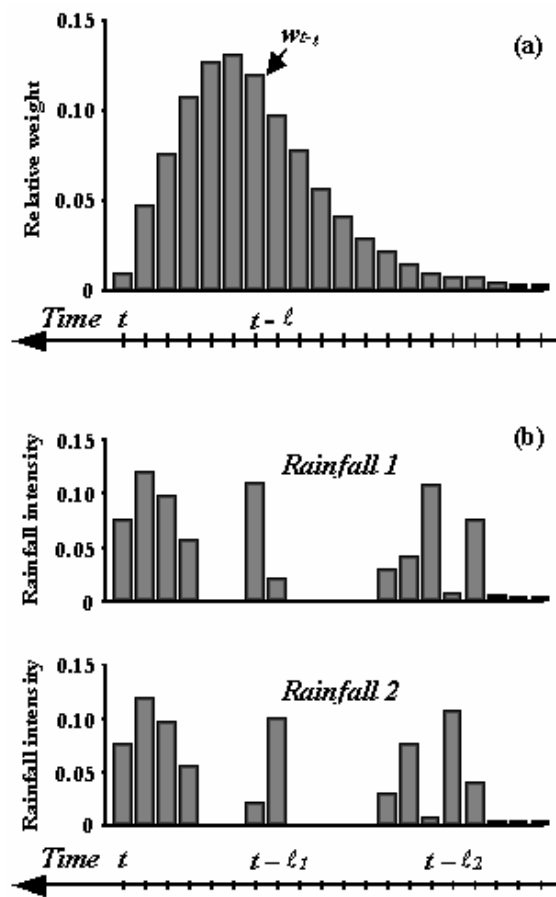 0.15
w t-ℓ
(a)
0.10
Relative weight
0.05
0
Time t t - ℓ
0.15
(b)
Rainfall 1
0.10
Rainfall intensity
0.05
0
0.15
Rainfall 2
0.10
Rainfall intensity
0.05
0
Time t t – ℓ1 t – ℓ2